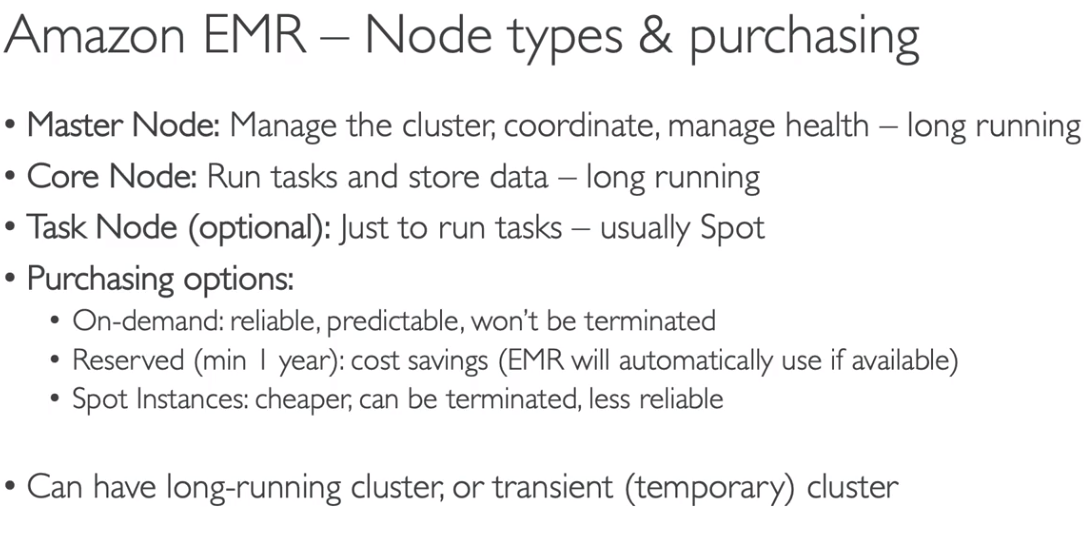 Amazon EMR – Node types & purchasing
• Master Node: Manage the cluster, coordinate, manage health – long running
• Core Node: Run tasks and store data – long running
• Task Node (optional): Just to run tasks – usually Spot
• Purchasing options:
• On-demand: reliable, predictable, won't be terminated
• Reserved (min 1 year): cost savings (EMR will automatically use if available)
• Spot Instances: cheaper, can be terminated, less reliable
• Can have long-running cluster, or transient (temporary) cluster